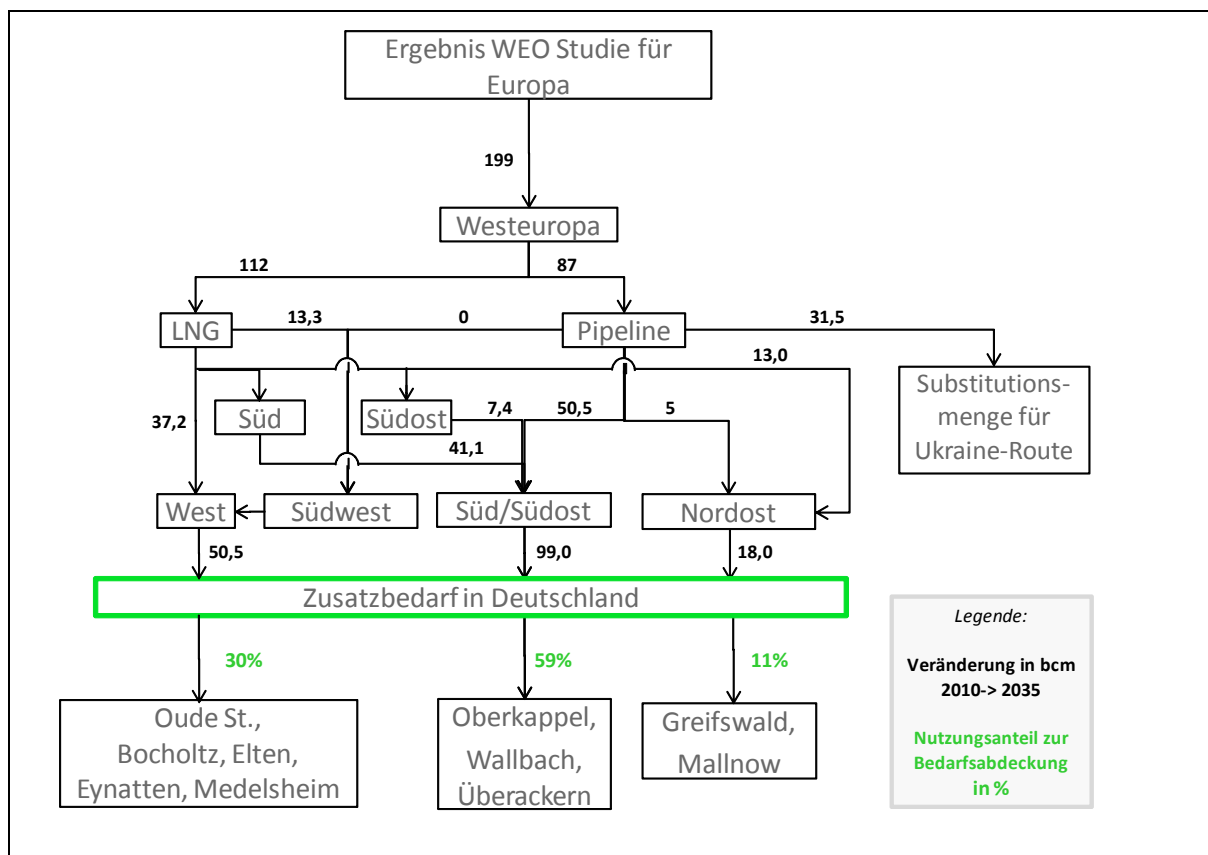 Ergebnis WEO Studie für
Europa
199
Westeuropa
112
87
LNG
13,3
0
Pipeline
31,5
13,0
Substitutions-
menge für
Ukraine-Route
Süd
Südost
7,4
50,5
5
37,2
41,1
West
Südwest
Süd/Südost
Nordost
50,5
99,0
18,0
Zusatzbedarf in Deutschland
30%
59%
11%
Oude St.,
Bocholtz, Elten,
Eynatten, Medelsheim
Oberkappel,
Wallbach,
Überackern
Greifswald,
Mallnow
Legende:
Veränderung in bcm
2010-> 2035
Nutzungsanteil zur
Bedarfsabdeckung
in %